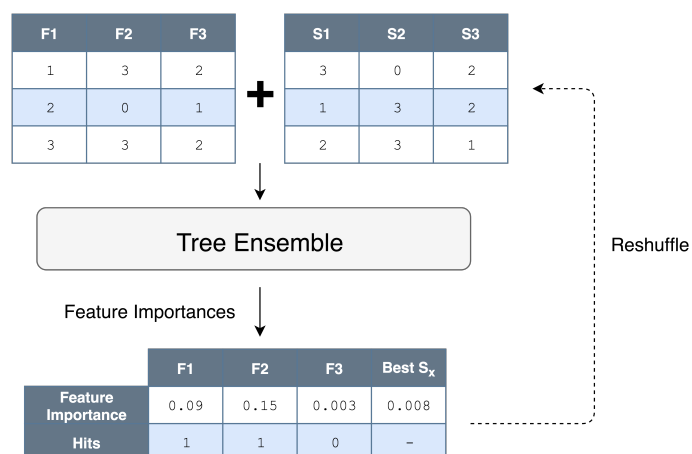 F1 F2 F3
1 3 2
2 0 1
3 3 2
+
S1 S2 S3
3 0 2
1 3 2
2 3 1
Tree Ensemble
Reshuffle
Feature Importances
F1 F2 F3 Best Sx
Feature
Importance
0.09 0.15 0.003 0.008
Hits 1 1 0 –